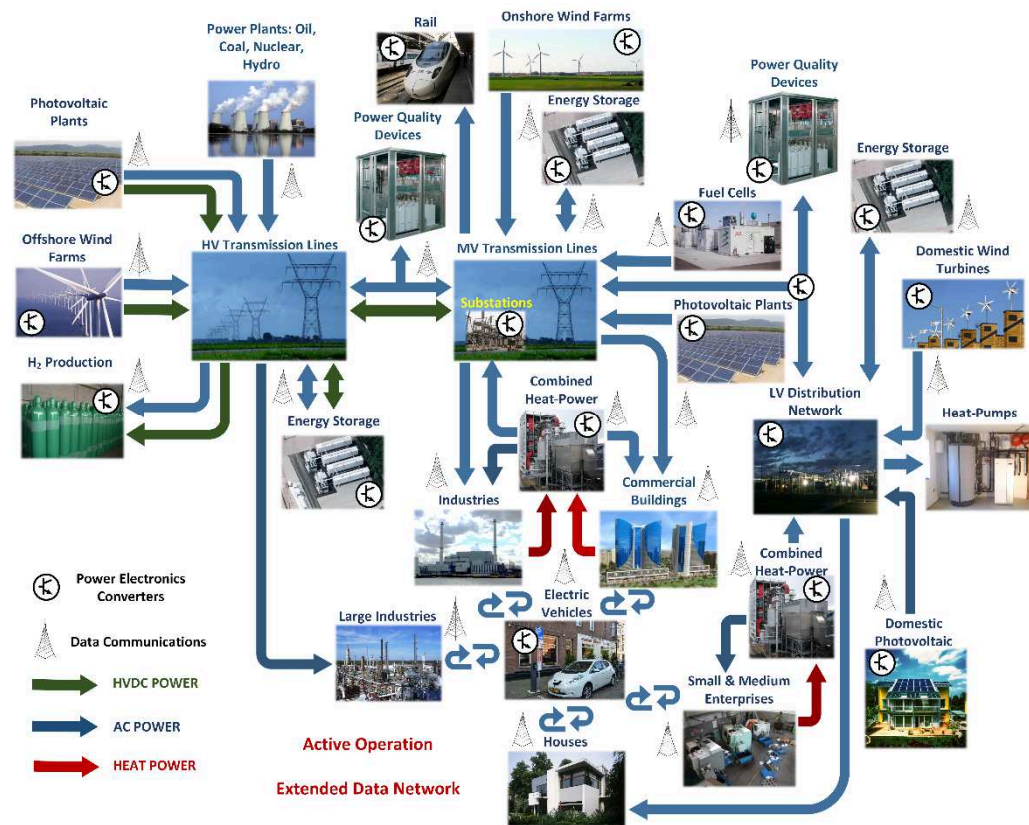 Power Plants: Oil,
Coal, Nuclear,
Hydro
Rail
Onshore Wind Farms
Power Quality
Devices
Photovoltaic
Plants
Power Quality
Devices
Energy Storage
Energy Storage
Fuel Cells
Offshore Wind
Farms
HV Transmission Lines
MV Transmission Lines
Domestic Wind
Turbines
Substations
Photovoltaic Plants
H₂ Production
Combined
Heat-Power
LV Distribution
Network
Heat-Pumps
Energy Storage
Industries
Commercial
Buildings
Combined
Heat-Power
Power Electronics
Converters
Electric
Vehicles
Large Industries
Domestic
Photovoltaic
Data Communications
HVDC POWER
Small & Medium
Enterprises
AC POWER
Active Operation
Houses
HEAT POWER
Extended Data Network